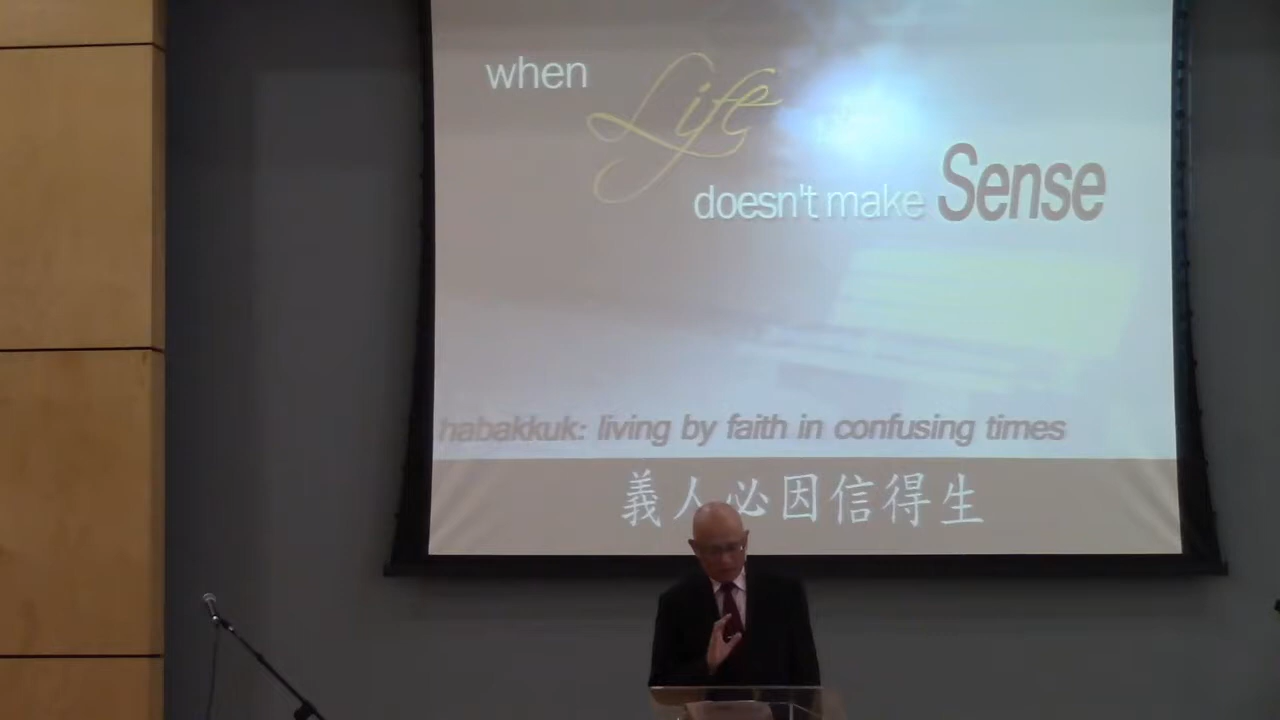 when
Life
doesn't make Sense
habakkuk: living by faith in confusing times
義人必因信得生